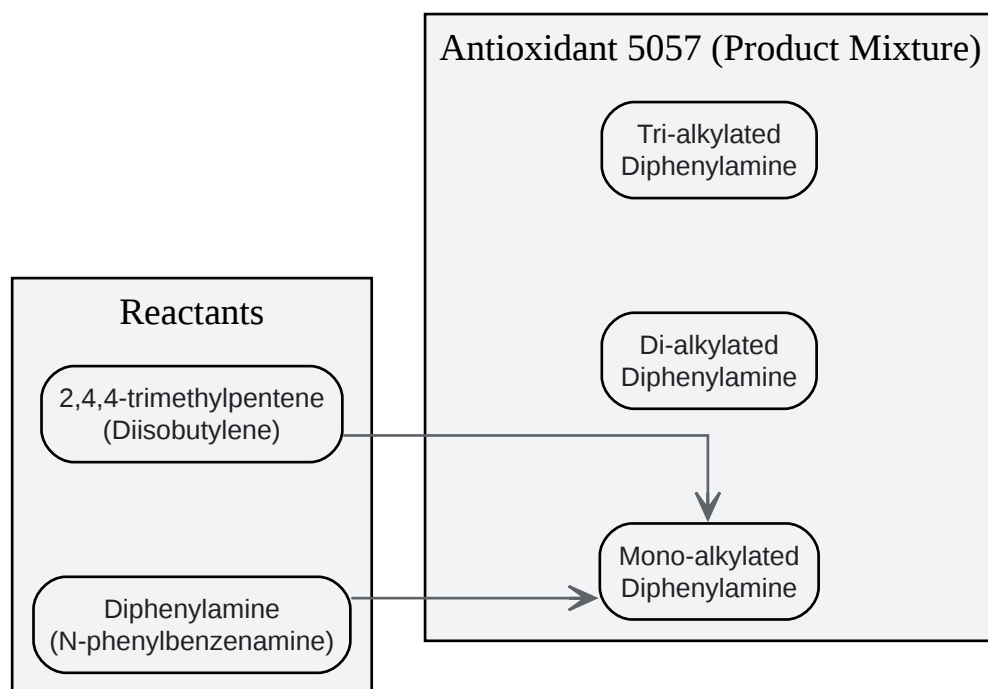 Antioxidant 5057 (Product Mixture)
Tri-alkylated
Diphenylamine
Di-alkylated
Diphenylamine
Mono-alkylated
Diphenylamine
Reactants
2,4,4-trimethylpentene
(Diisobutylene)
Diphenylamine
(N-phenylbenzenamine)